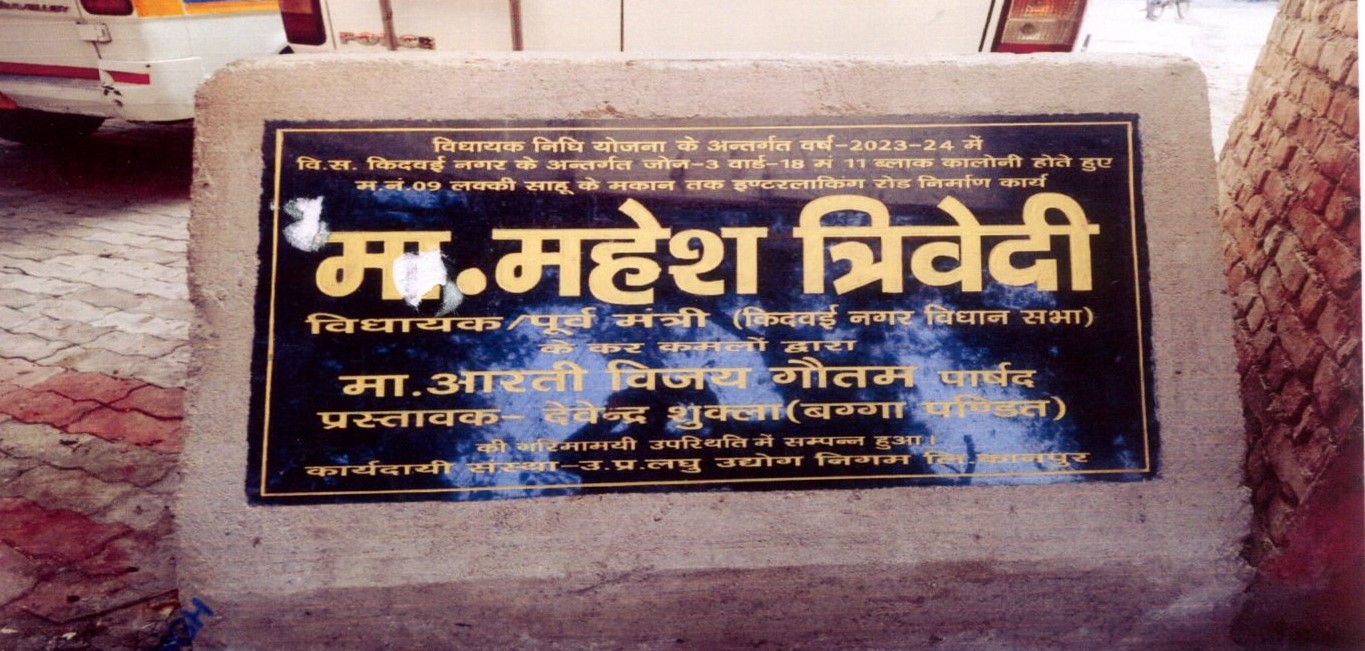 विधायक निधि योजना के अन्तर्गत वर्ष-2023-24 में
वि.स. किदवई नगर के अन्तर्गत जोन-3 वार्ड-18 मं 11 ब्लाक कालोनी होते हुए
म.नं.09 लक्की साहू के मकान तक इण्टरलाकिंग रोड निर्माण कार्य
मा.महेश त्रिवेदी
विधायक/पूर्व मंत्री (किदवई नगर विधान सभा)
के कर कमलों द्वारा
मा.आरती विजय गौतम पार्षद
प्रस्तावक- देवेन्द्र शुक्ला(बग्गा पण्डित)
की गरिमामयी उपस्थिति में सम्पन्न हुआ।
कार्यदायी संस्था-उ.प्र.लघु उद्योग निगम लि.कानपुर